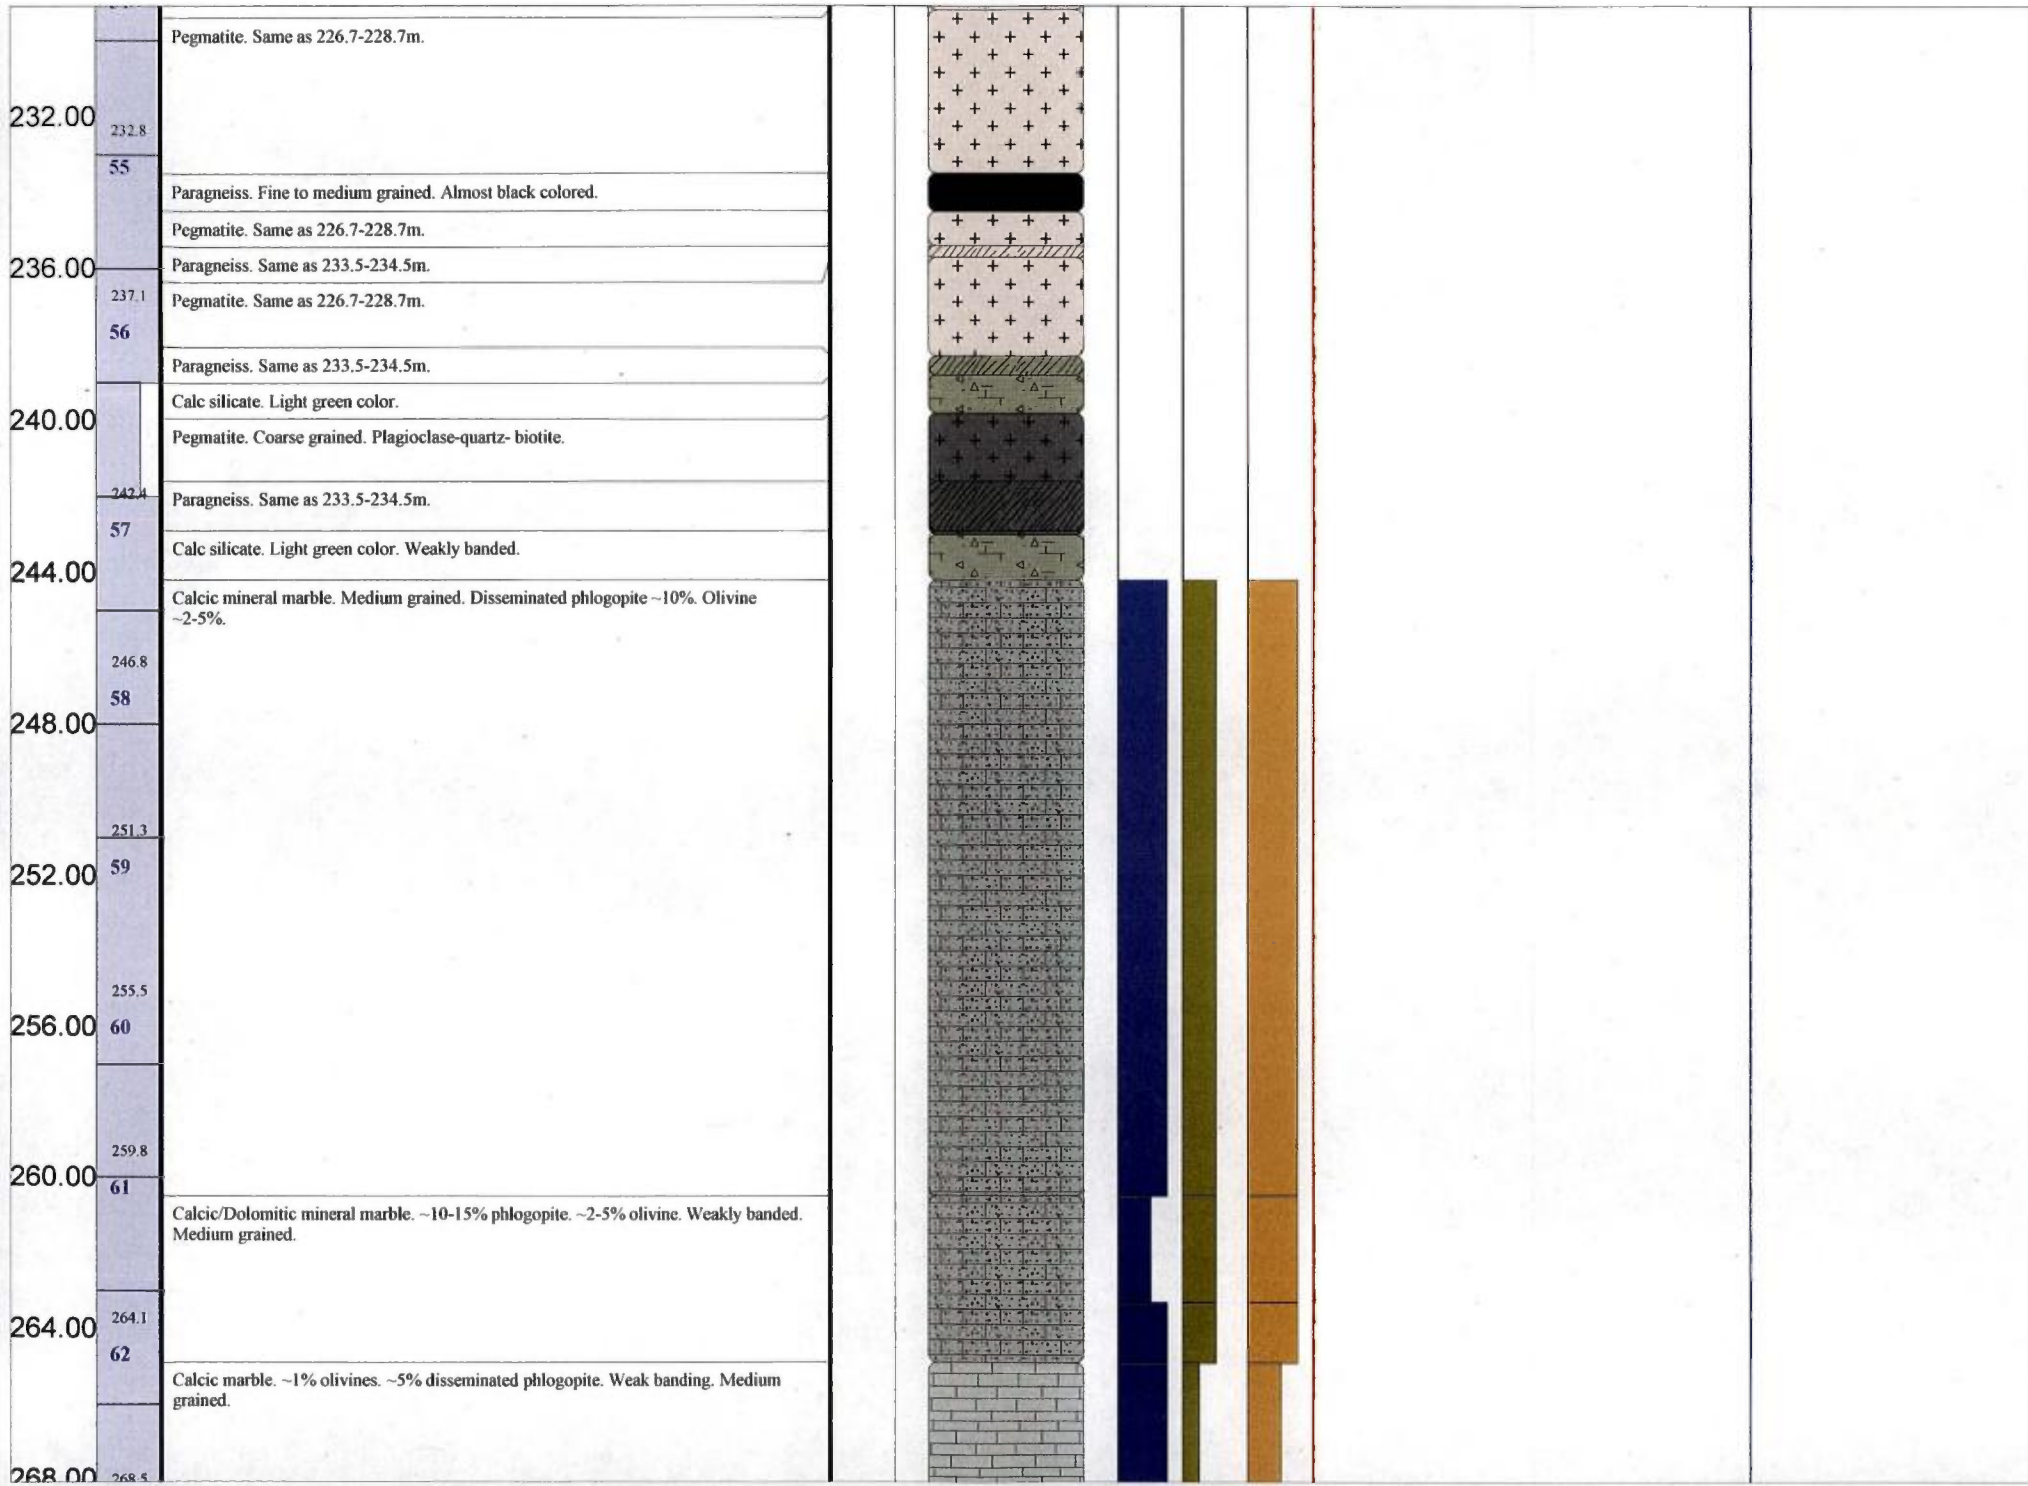 Pegmatite. Same as 226.7-228.7m.
232.00
232.8
55
Paragneiss. Fine to medium grained. Almost black colored.
Pegmatite. Same as 226.7-228.7m.
236.00
Paragneiss. Same as 233.5-234.5m.
237.1
Pegmatite. Same as 226.7-228.7m.
56
Paragneiss. Same as 233.5-234.5m.
Calc silicate. Light green color.
240.00
Pegmatite. Coarse grained. Plagioclase-quartz- biotite.
242.4
Paragneiss. Same as 233.5-234.5m.
57
Calc silicate. Light green color. Weakly banded.
244.00
Calcic mineral marble. Medium grained. Disseminated phlogopite ~10%. Olivine
~2-5%.
246.8
58
248.00
251.3
59
252.00
255.5
256.00
60
259.8
260.00
61
Calcic/Dolomitic mineral marble. ~10-15% phlogopite. ~2-5% olivine. Weakly banded.
Medium grained.
264.1
264.00
62
Calcic marble. ~1% olivines. ~5% disseminated phlogopite. Weak banding. Medium
grained.
268.00
268.5